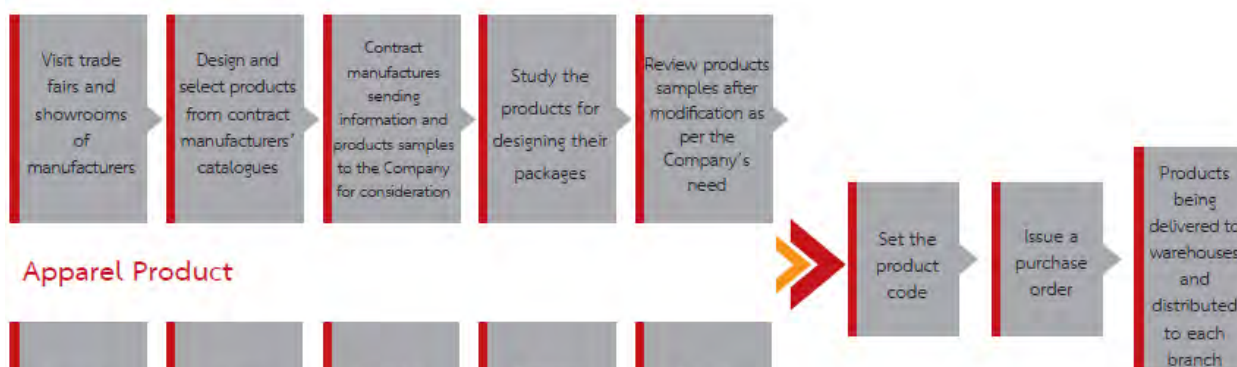 Visit trade
fairs and
showrooms
of
manufacturers
Design and
select products
from contract
manufacturers'
catalogues
Contract
manufactures
sending
information and
products samples
to the Company
for consideration
Study the
products for
designing their
packages
Review products
samples after
modification as
per the
Company's
need
Set the
product
code
Issue a
purchase
order
Products
being
delivered to
warehouses
and
distributed
to each
branch
Apparel Product